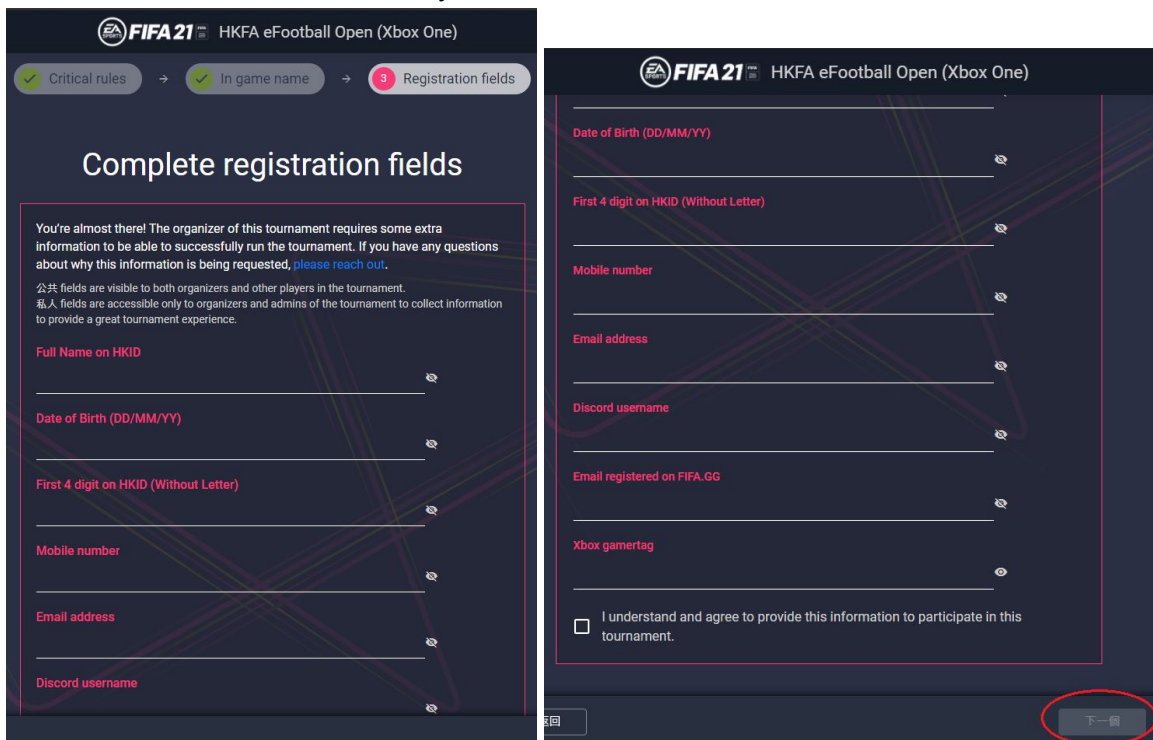 EA SPORTS FIFA 21 HKFA eFootball Open (Xbox One)
Critical rules → In game name → 3 Registration fields
Complete registration fields
You're almost there! The organizer of this tournament requires some extra
information to be able to successfully run the tournament. If you have any questions
about why this information is being requested, please reach out.
公共 fields are visible to both organizers and other players in the tournament.
私人 fields are accessible only to organizers and admins of the tournament to collect information
to provide a great tournament experience.
Full Name on HKID
Date of Birth (DD/MM/YY)
First 4 digit on HKID (Without Letter)
Mobile number
Email address
Discord username
EA SPORTS FIFA 21 HKFA eFootball Open (Xbox One)
Date of Birth (DD/MM/YY)
First 4 digit on HKID (Without Letter)
Mobile number
Email address
Discord username
Email registered on FIFA.GG
Xbox gamertag
I understand and agree to provide this information to participate in this
tournament.
返回
下一個